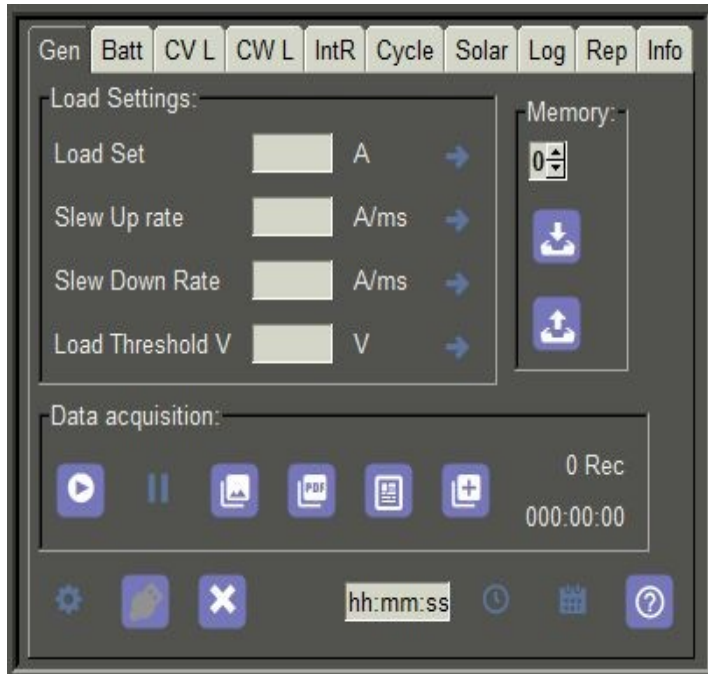 Gen Batt CV L CW L IntR Cycle Solar Log Rep Info
Load Settings:
Memory:
Load Set A
0
Slew Up rate A/ms
Slew Down Rate A/ms
Load Threshold V V
Data acquisition:
PDF
0 Rec
000:00:00
hh:mm:ss